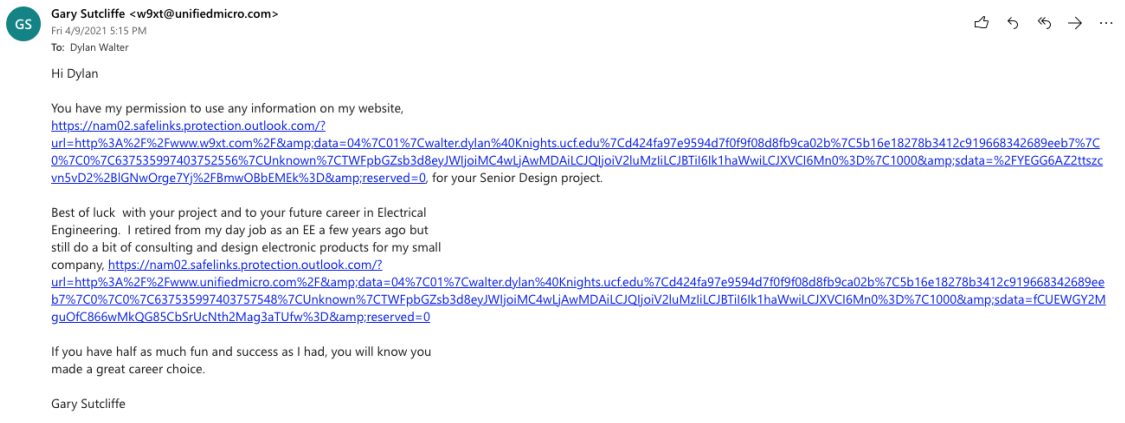 GS
Gary Sutcliffe <w9xt@unifiedmicro.com>
Fri 4/9/2021 5:15 PM
To: Dylan Walter
Hi Dylan
You have my permission to use any information on my website,
https://nam02.safelinks.protection.outlook.com/?
url=http%3A%2F%2Fwww.w9xt.com%2F&amp;data=04%7C01%7Cwalter.dylan%40Knights.ucf.edu%7Cd424fa97e9594d7f0f9f08d8fb9ca02b%7C5b16e18278b3412c919668342689eeb7%7C
0%7C0%7C637535997403752556%7CUnknown%7CTWFpbGZsb3d8eyJWIjoiMC4wLjAwMDAiLCJQIjoiV2luMzIiLCJBTiI6Ik1haWwiLCJXVCI6Mn0%3D%7C1000&amp;sdata=%2FYEGG6AZ2ttszc
vn5vD2%2BlGNwOrge7Yj%2FBmwOBbEMEk%3D&amp;reserved=0, for your Senior Design project.
Best of luck  with your project and to your future career in Electrical
Engineering.  I retired from my day job as an EE a few years ago but
still do a bit of consulting and design electronic products for my small
company, https://nam02.safelinks.protection.outlook.com/?
url=http%3A%2F%2Fwww.unifiedmicro.com%2F&amp;data=04%7C01%7Cwalter.dylan%40Knights.ucf.edu%7Cd424fa97e9594d7f0f9f08d8fb9ca02b%7C5b16e18278b3412c919668342689ee
b7%7C0%7C0%7C637535997403757548%7CUnknown%7CTWFpbGZsb3d8eyJWIjoiMC4wLjAwMDAiLCJQIjoiV2luMzIiLCJBTiI6Ik1haWwiLCJXVCI6Mn0%3D%7C1000&amp;sdata=fCUEWGY2M
guOfC866wMkQG85CbSrUcNth2Mag3aTUfw%3D&amp;reserved=0
If you have half as much fun and success as I had, you will know you
made a great career choice.
Gary Sutcliffe